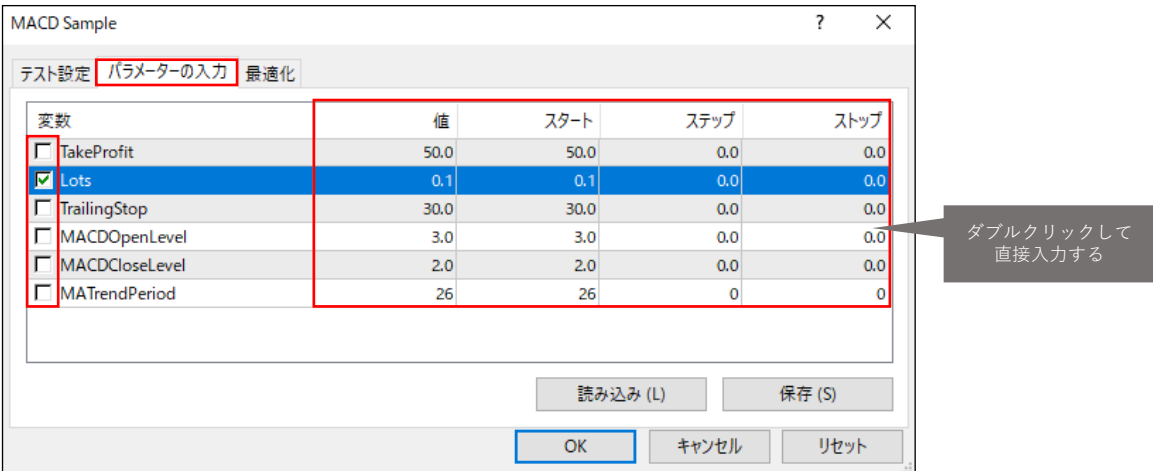 MACD Sample ?
テスト設定 パラメーターの入力 最適化
変数 値 スタート ステップ ストップ
TakeProfit 50.0 50.0 0.0 0.0
Lots 0.1 0.1 0.0 0.0
TrailingStop 30.0 30.0 0.0 0.0
MACDOpenLevel 3.0 3.0 0.0 0.0
MACDCloseLevel 2.0 2.0 0.0 0.0
MATrendPeriod 26 26 0 0
ダブルクリックして
直接入力する
読み込み (L) 保存 (S)
OK キャンセル リセット